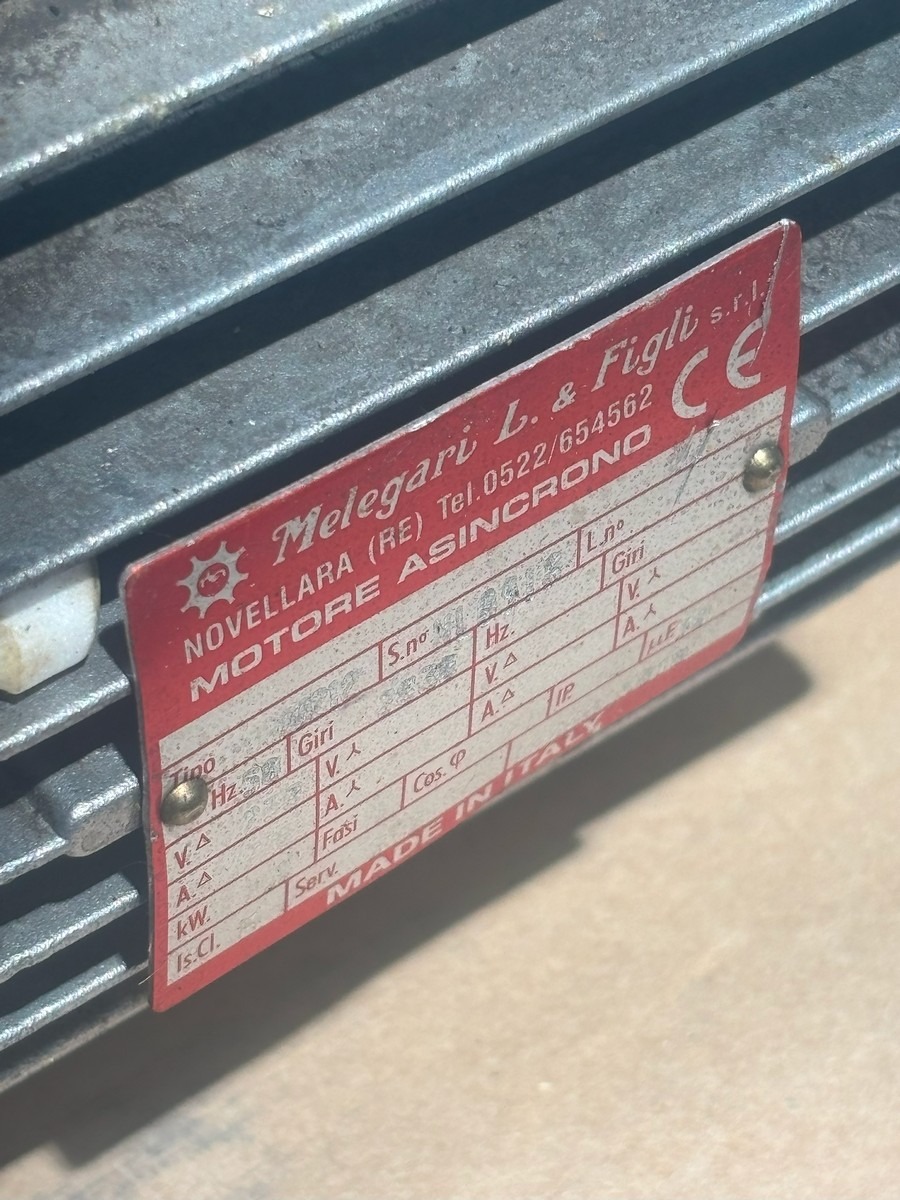 Melegari L. & Figli s.r.l.
NOVELLARA (RE) Tel.0522/654562 CE
MOTORE ASINCRONO
Tipo S.nº L.nº
Hz. Giri Hz. Giri
V.△ V.⅄ V.△ V.⅄
A.△ A.⅄ A.△ A.⅄
kW. Fasi Cos.φ IP. µF
Is.Cl. Serv.
MADE IN ITALY